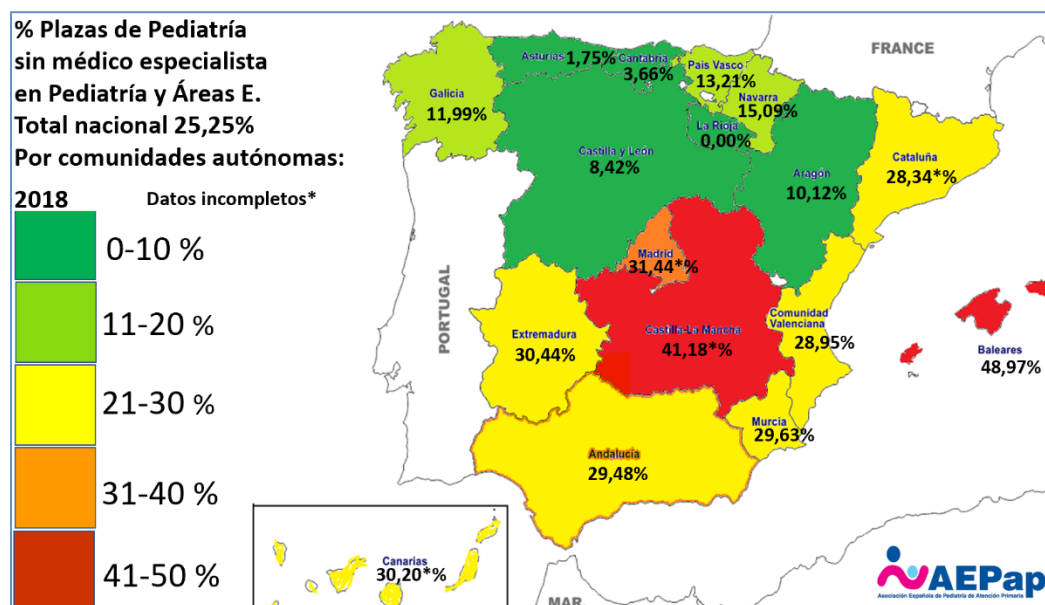 % Plazas de Pediatría
sin médico especialista
en Pediatría y Áreas E.
Total nacional 25,25%
Por comunidades autónomas:
2018
Datos incompletos*
0-10 %
11-20 %
21-30 %
31-40 %
41-50 %
FRANCE
PORTUGAL
MAR.
Galicia
11,99%
Asturias
1,75%
Cantabria
3,66%
Pais Vasco
13,21%
Navarra
15,09%
La Rioja
0,00%
Castilla y León
8,42%
Aragón
10,12%
Cataluña
28,34*%
Madrid
31,44*%
Extremadura
30,44%
Castilla-La Mancha
41,18*%
Comunidad
Valenciana
28,95%
Baleares
48,97%
Murcia
29,63%
Andalucía
29,48%
Canarias
30,20*%
AEPap
Asociación Española de Pediatría de Atención Primaria